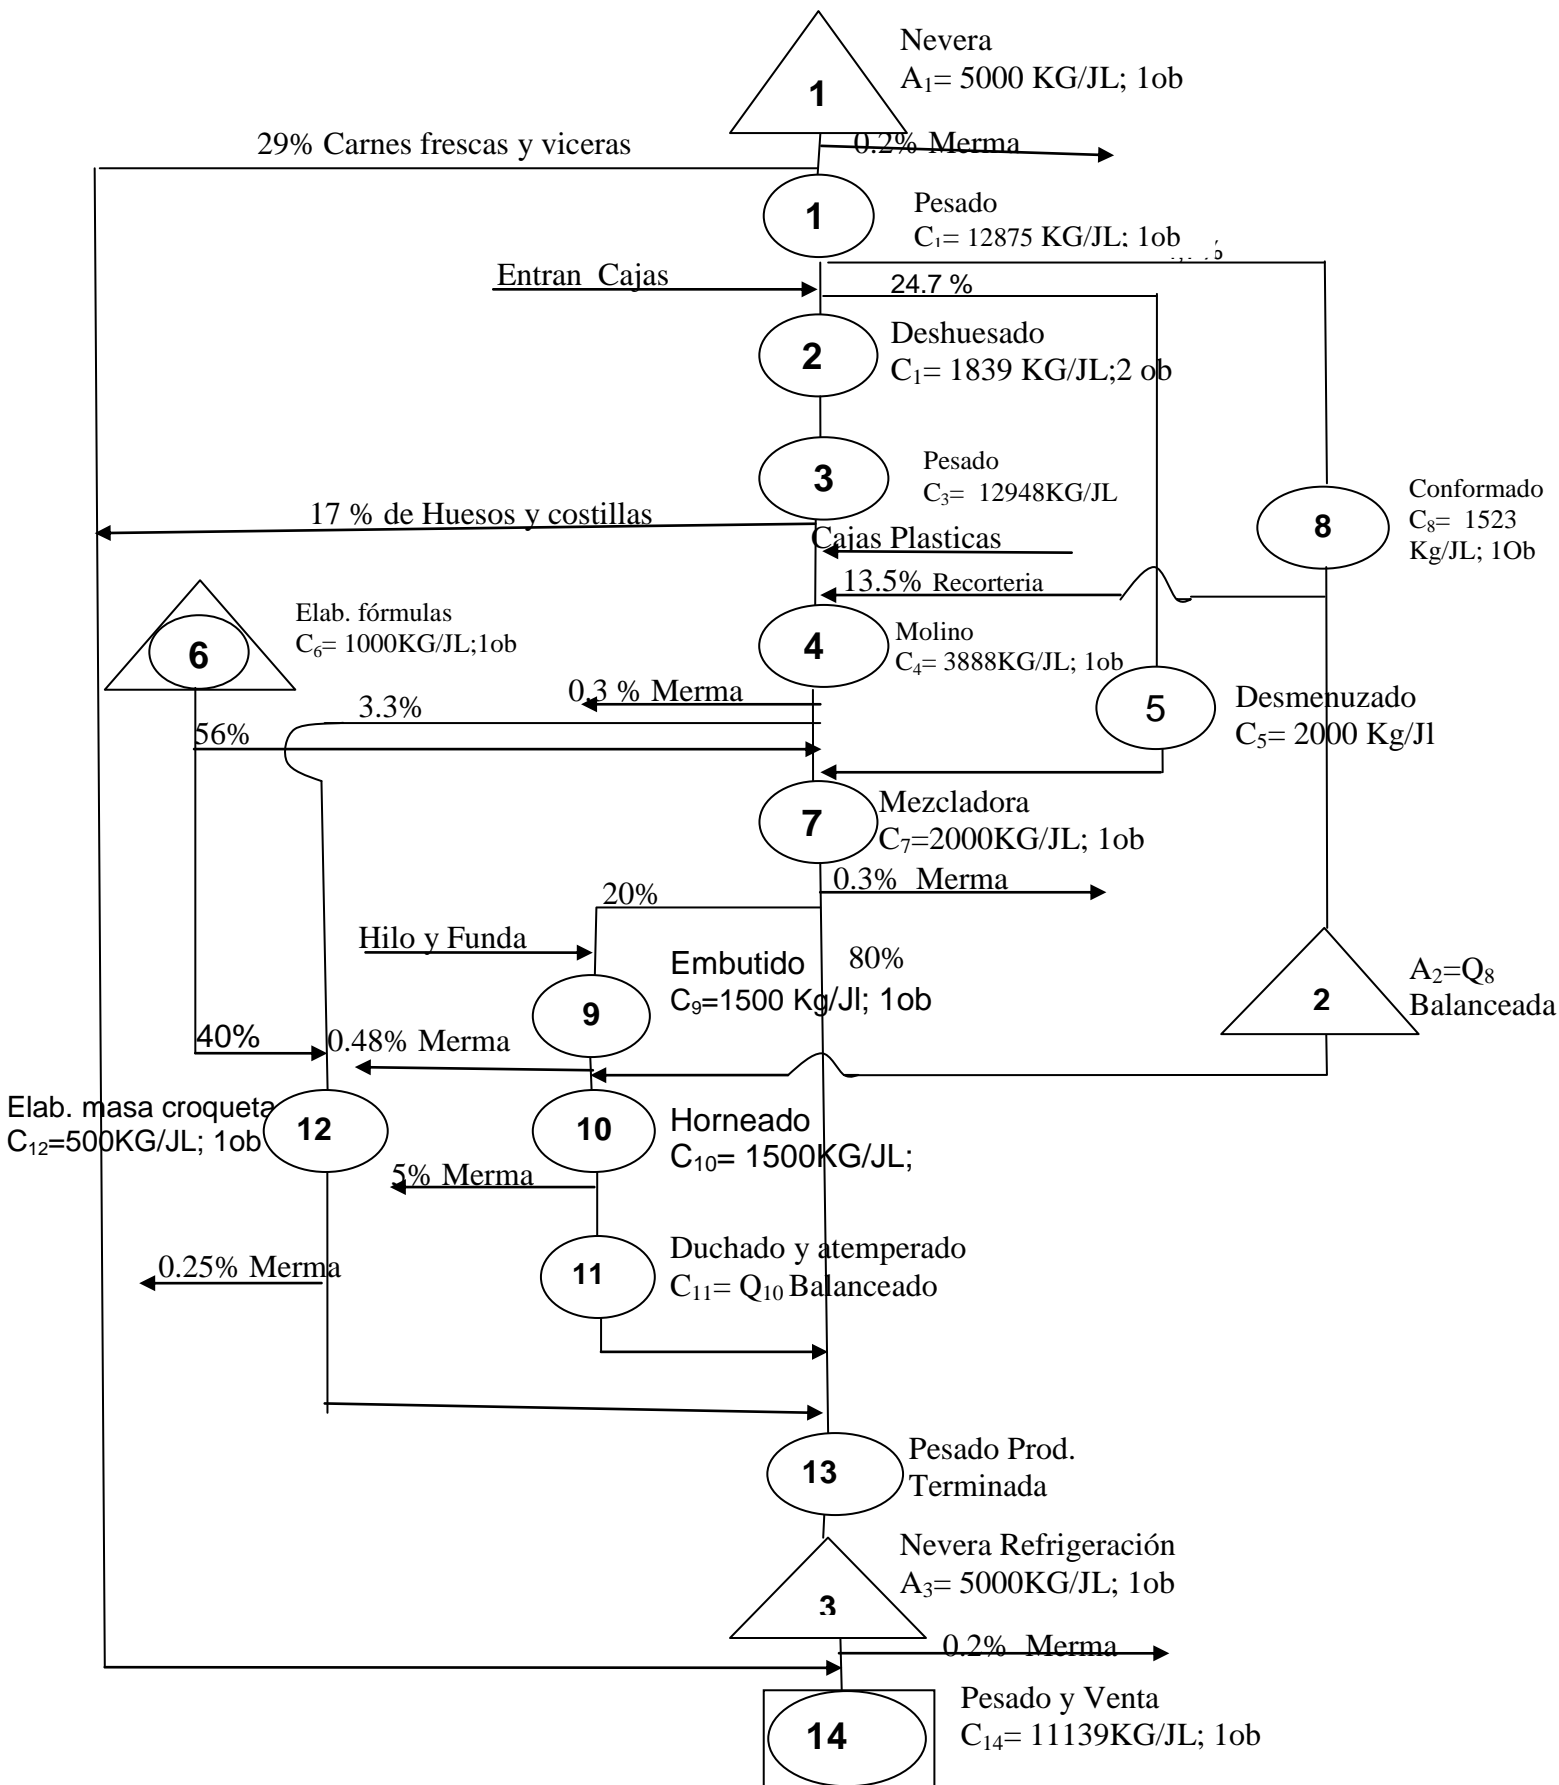 Nevera
A₁= 5000 KG/JL; 1ob
1
29% Carnes frescas y viceras
0.2% Merma
1
Pesado
C₁= 12875 KG/JL; 1ob
Entran Cajas
24.7 %
2
Deshuesado
C₁= 1839 KG/JL;2 ob
3
Pesado
C₃= 12948KG/JL
17 % de Huesos y costillas
Cajas Plasticas
8
Conformado
C₈= 1523
Kg/JL; 1Ob
13.5% Recorteria
6
Elab. fórmulas
C₆= 1000KG/JL;1ob
4
Molino
C₄= 3888KG/JL; 1ob
0.3 % Merma
3.3%
56%
5
Desmenuzado
C₅= 2000 Kg/Jl
7
Mezcladora
C₇=2000KG/JL; 1ob
0.3% Merma
20%
Hilo y Funda
80%
Embutido
C₉=1500 Kg/Jl; 1ob
9
2
A₂=Q₈
Balanceada
40%
0.48% Merma
Elab. masa croqueta
C₁₂=500KG/JL; 1ob
12
10
Horneado
C₁₀= 1500KG/JL;
5% Merma
0.25% Merma
11
Duchado y atemperado
C₁₁= Q₁₀ Balanceado
13
Pesado Prod.
Terminada
Nevera Refrigeración
A₃= 5000KG/JL; 1ob
3
0.2% Merma
14
Pesado y Venta
C₁₄= 11139KG/JL; 1ob